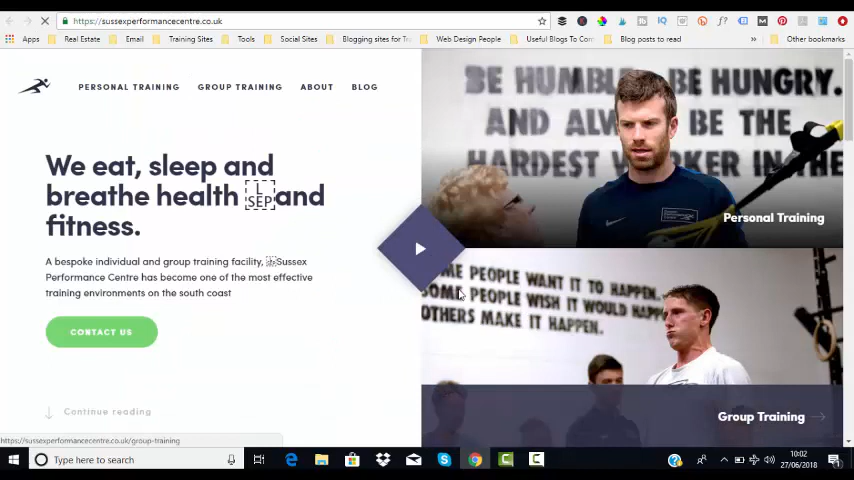 https://sussexperformancecentre.co.uk
Apps Real Estate Email Training Sites Tools Social Sites Blogging sites for Tr Web Design People Useful Blogs To Com Blog posts to read » Other bookmarks
PERSONAL TRAINING GROUP TRAINING ABOUT BLOG
We eat, sleep and
breathe health L SEP and
fitness.
A bespoke individual and group training facility, Sussex
Performance Centre has become one of the most effective
training environments on the south coast
CONTACT US
Continue reading
BE HUMBLE. BE HUNGRY.
AND ALWAYS BE THE
HARDEST WORKER IN THE
Personal Training
SOME PEOPLE WANT IT TO HAPPEN.
SOME PEOPLE WISH IT WOULD HAPP
OTHERS MAKE IT HAPPEN.
Group Training
https://sussexperformancecentre.co.uk/group-training
Type here to search
10:02
27/06/2018